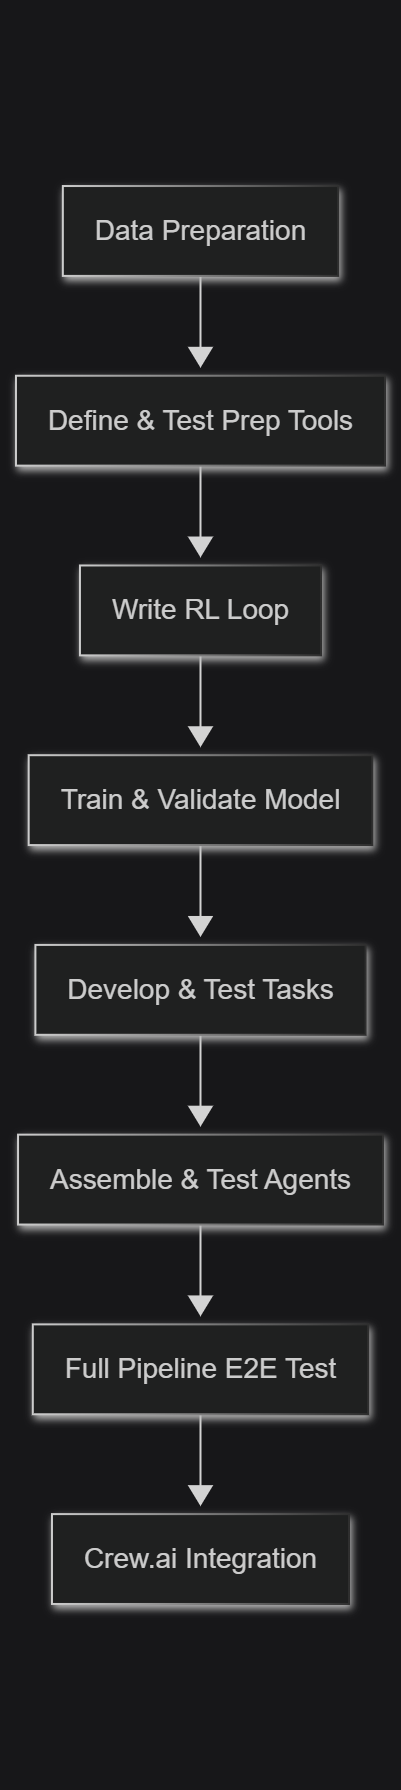 Data Preparation
Define & Test Prep Tools
Write RL Loop
Train & Validate Model
Develop & Test Tasks
Assemble & Test Agents
Full Pipeline E2E Test
Crew.ai Integration